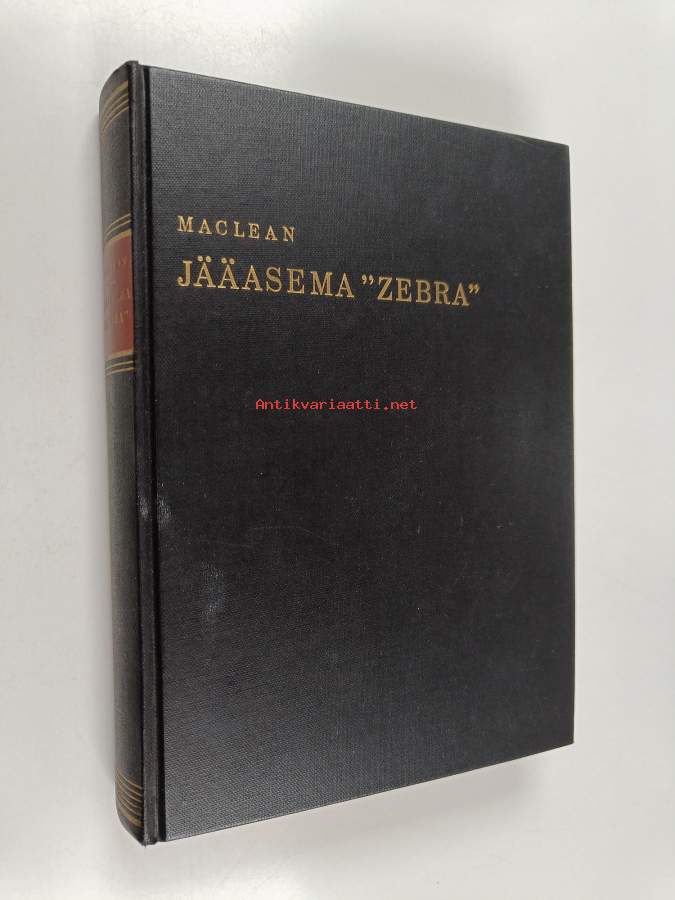 MACLEAN
JÄÄASEMA ”ZEBRA”
Antikvariaatti.net